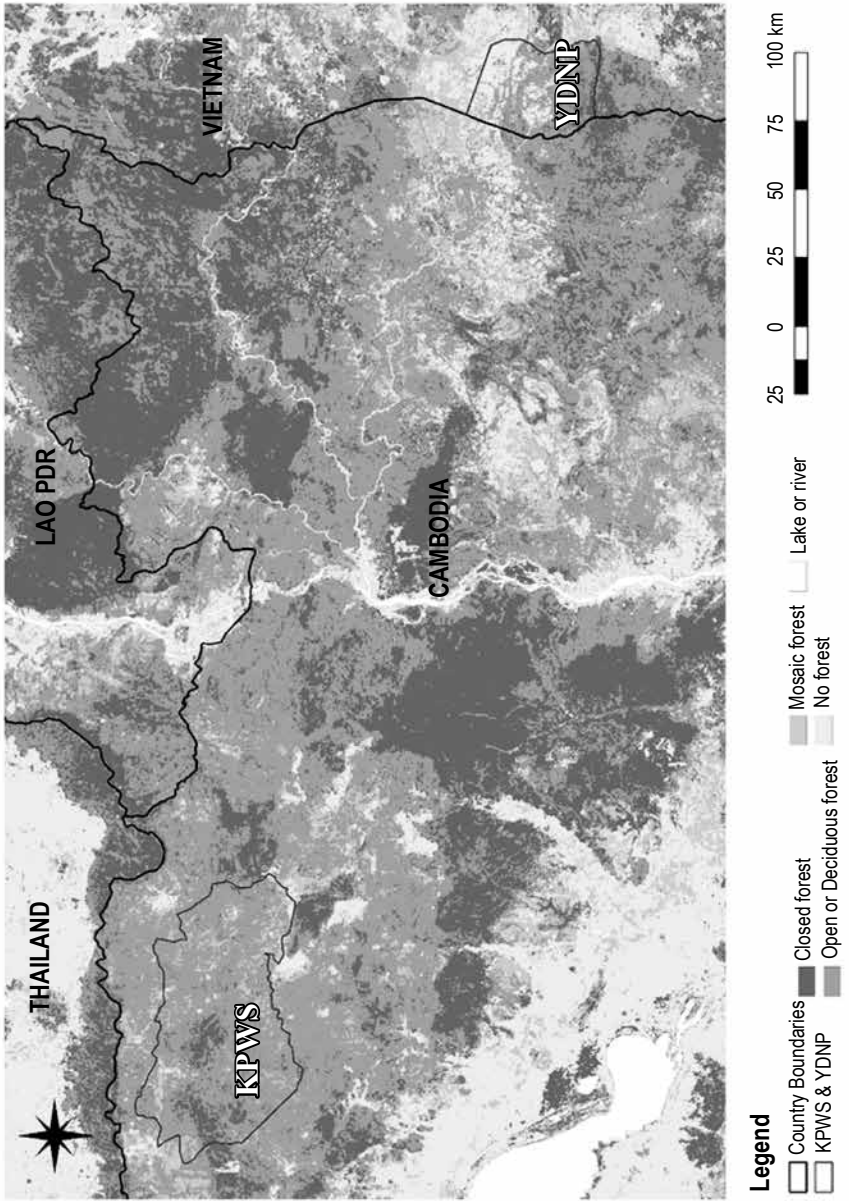 THAILAND
LAO PDR
VIETNAM
CAMBODIA
KPWS
YDNP
Legend
Country Boundaries
KPWS & YDNP
Closed forest
Open or Deciduous forest
Mosaic forest
No forest
Lake or river
25 0 25 50 75 100 km